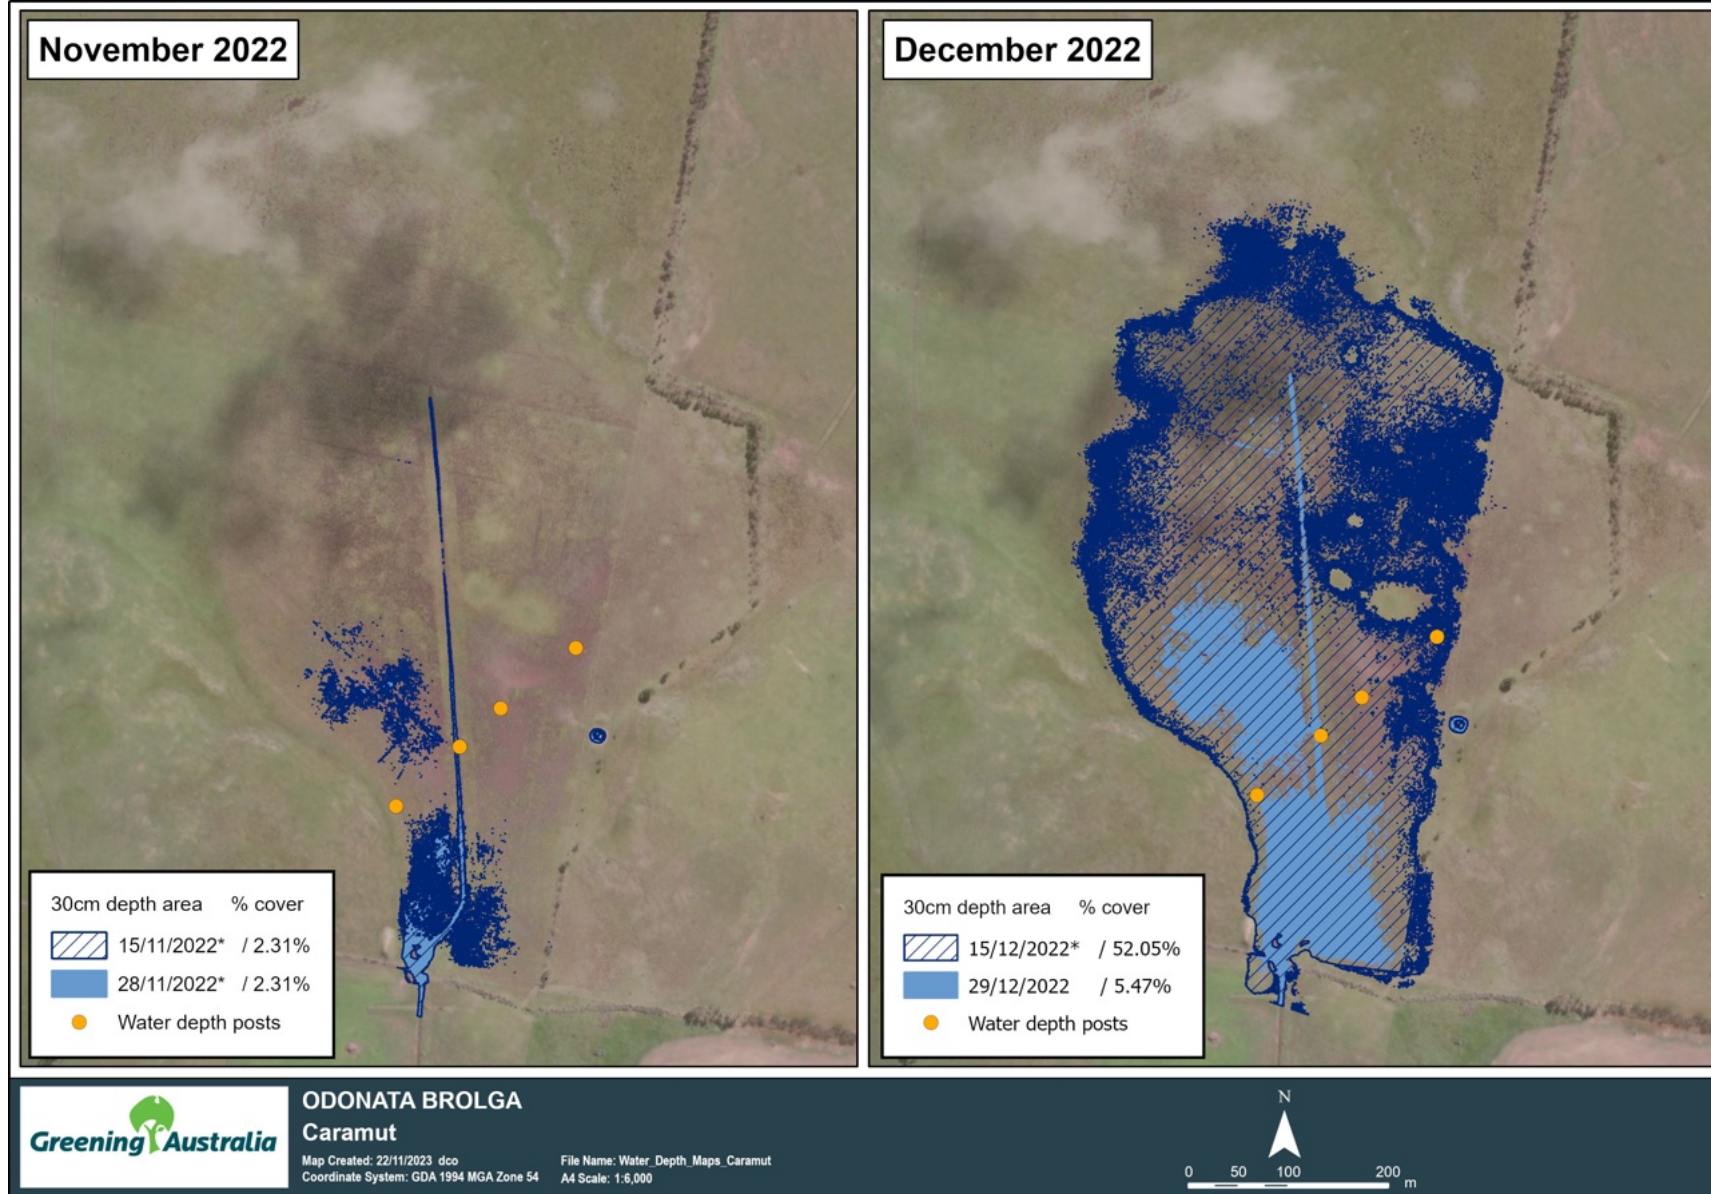 November 2022
30cm depth area % cover
15/11/2022* / 2.31%
28/11/2022* / 2.31%
Water depth posts
December 2022
30cm depth area % cover
15/12/2022* / 52.05%
29/12/2022 / 5.47%
Water depth posts
Greening Australia
ODONATA BROLGA
Caramut
Map Created: 22/11/2023 dco
Coordinate System: GDA 1994 MGA Zone 54
File Name: Water_Depth_Maps_Caramut
A4 Scale: 1:6,000
N
0 50 100 200
m